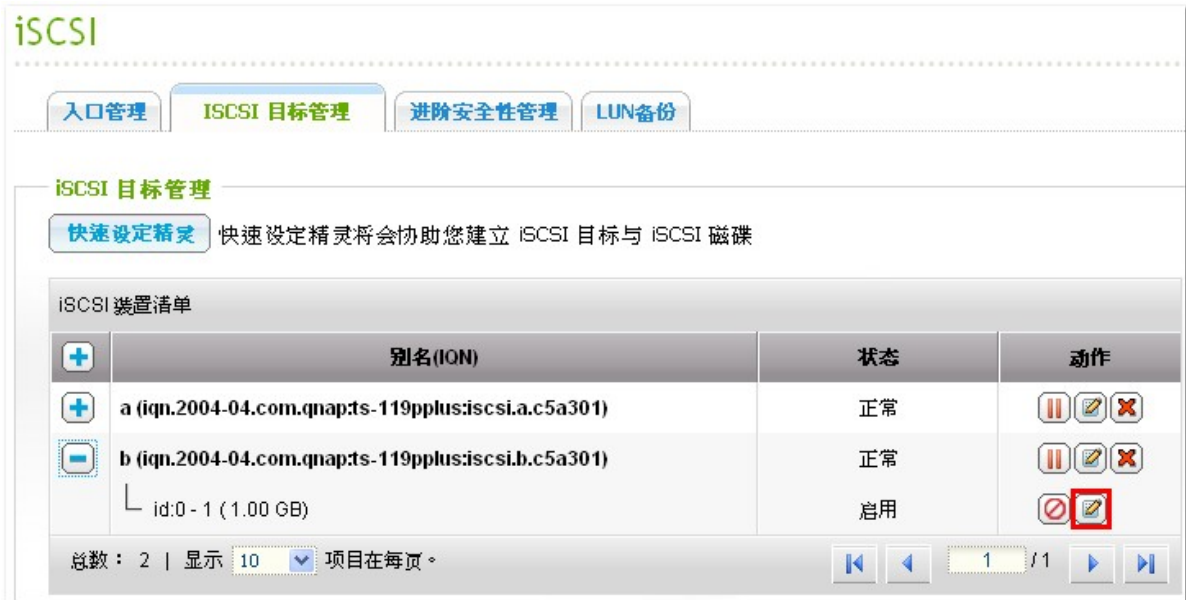 iSCSI
入口管理 ISCSI 目标管理 进阶安全性管理 LUN备份
iSCSI 目标管理
快速设定精灵 快速设定精灵将会协助您建立 iSCSI 目标与 iSCSI 磁碟
iSCSI 装置清单
别名(IQN) 状态 动作
a (iqn.2004-04.com.qnap:ts-119pplus:iscsi.a.c5a301) 正常
b (iqn.2004-04.com.qnap:ts-119pplus:iscsi.b.c5a301) 正常
id:0 - 1 ( 1.00 GB) 启用
总数： 2 | 显示 10 项目在每页。 1 / 1